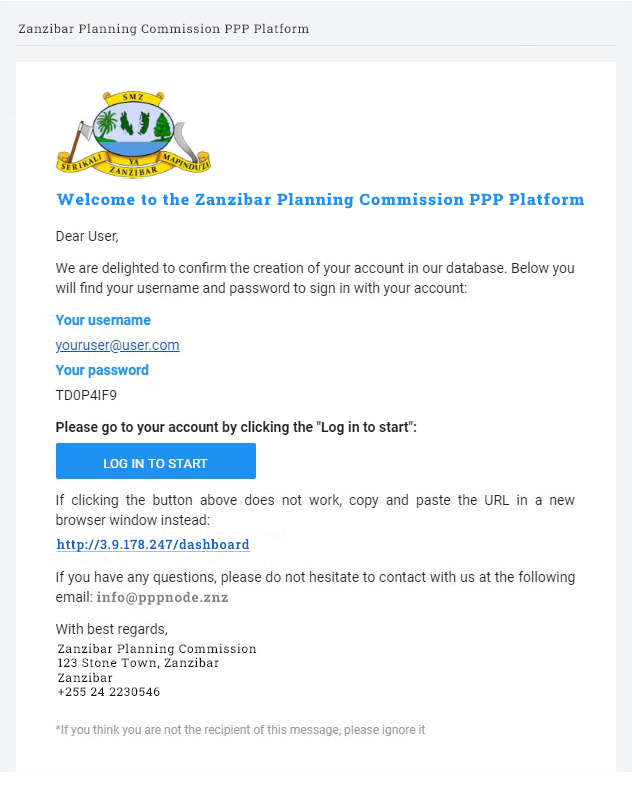 Zanzibar Planning Commission PPP Platform
SMZ
SERIKALI YA MAPINDUZI
ZANZIBAR
Welcome to the Zanzibar Planning Commission PPP Platform
Dear User,
We are delighted to confirm the creation of your account in our database. Below you
will find your username and password to sign in with your account:
Your username
youruser@user.com
Your password
TD0P4IF9
Please go to your account by clicking the "Log in to start":
LOG IN TO START
If clicking the button above does not work, copy and paste the URL in a new
browser window instead:
http://3.9.178.247/dashboard
If you have any questions, please do not hesitate to contact with us at the following
email: info@pppnode.znz
With best regards,
Zanzibar Planning Commission
123 Stone Town, Zanzibar
Zanzibar
+255 24 2230546
*If you think you are not the recipient of this message, please ignore it